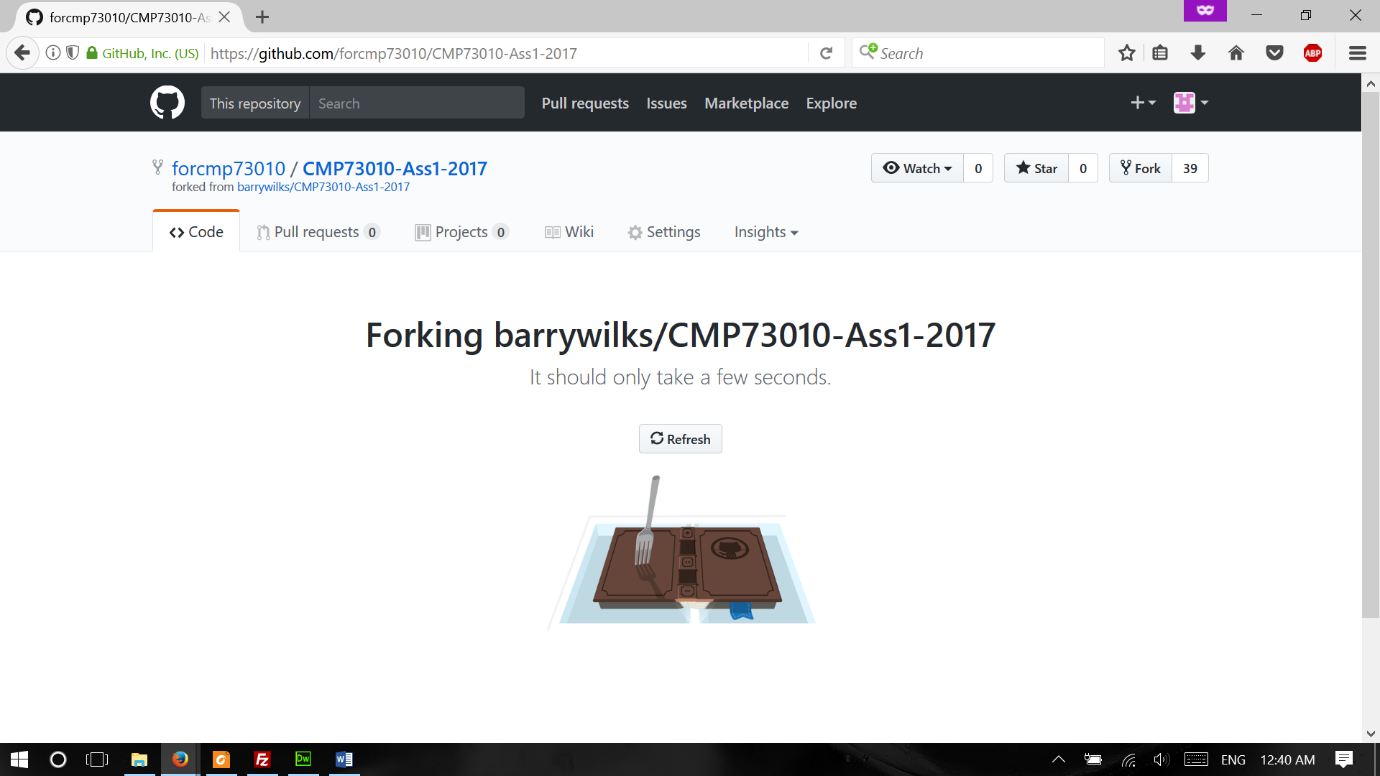 forcmp73010/CMP73010-As
GitHub, Inc. (US) https://github.com/forcmp73010/CMP73010-Ass1-2017 Search ABP
This repository Search Pull requests Issues Marketplace Explore
forcmp73010 / CMP73010-Ass1-2017 Watch 0 Star 0 Fork 39
forked from barrywilks/CMP73010-Ass1-2017
Code Pull requests 0 Projects 0 Wiki Settings Insights
Forking barrywilks/CMP73010-Ass1-2017
It should only take a few seconds.
Refresh
Fz Dw W ENG 12:40 AM